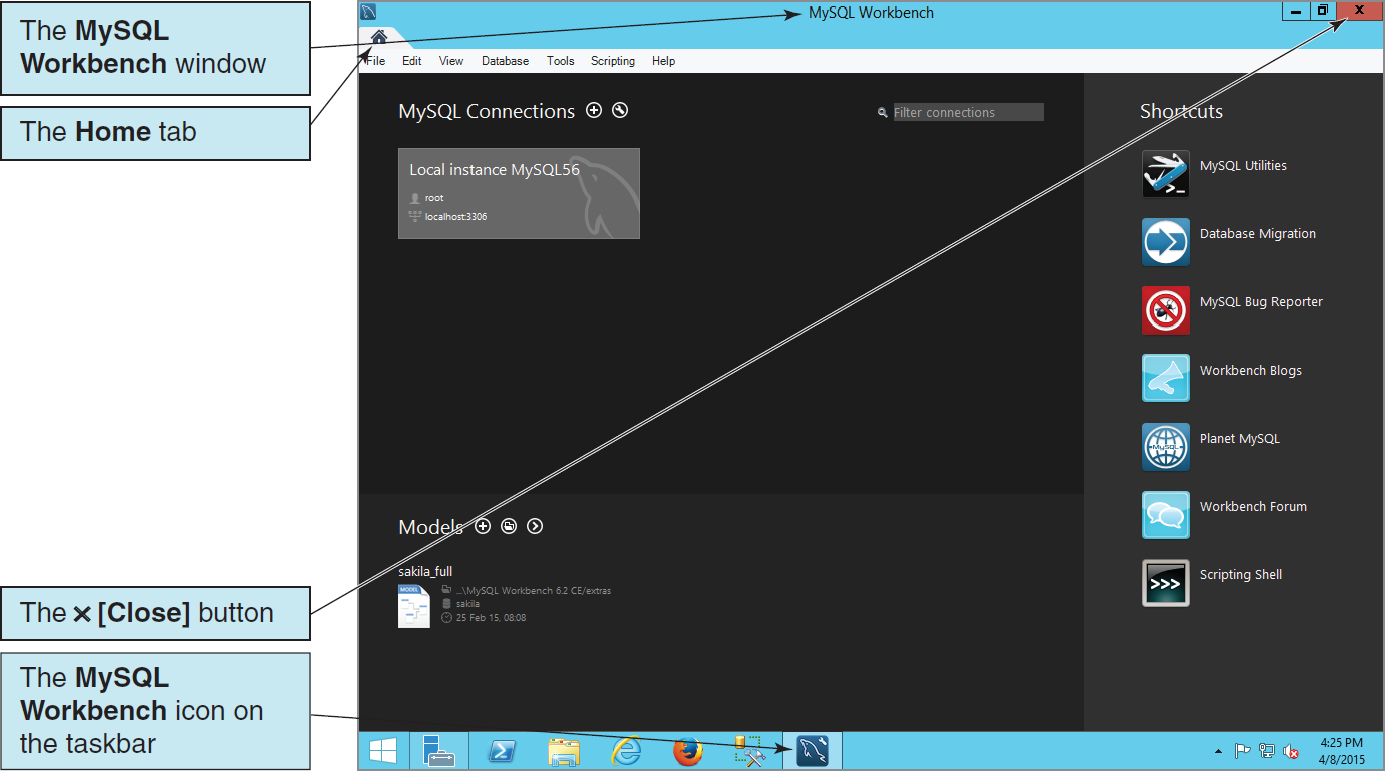 The MySQL
Workbench window
The Home tab
The × [Close] button
The MySQL
Workbench icon on
the taskbar
MySQL Workbench
X
File Edit View Database Tools Scripting Help
MySQL Connections
Filter connections
Local instance MySQL56
root
localhost:3306
Models
sakila_full
MODEL
...\MySQL Workbench 6.2 CE/extras
sakila
25 Feb 15, 08:08
Shortcuts
MySQL Utilities
Database Migration
MySQL Bug Reporter
Workbench Blogs
MySQL
Planet MySQL
Workbench Forum
>>>
Scripting Shell
4:25 PM
4/8/2015